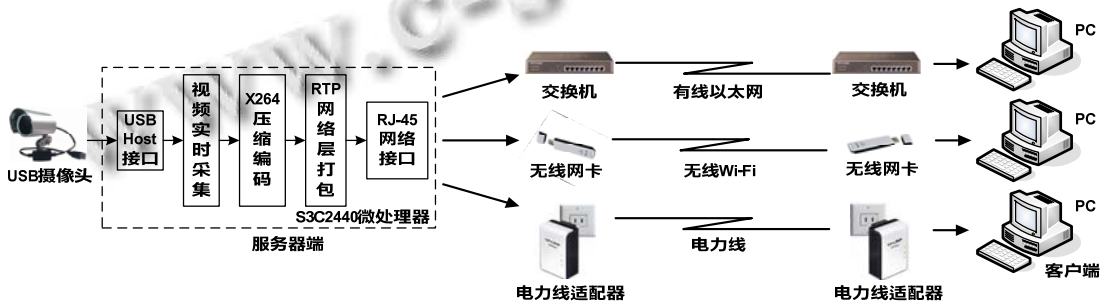 USB摄像头
USB
Host
接口
视频实时采集
X264
压缩编码
RTP
网络层打包
RJ-45
网络
接口
S3C2440微处理器
服务器端
交换机
有线以太网
交换机
PC
无线网卡
无线Wi-Fi
无线网卡
PC
电力线适配器
电力线
电力线适配器
PC
客户端